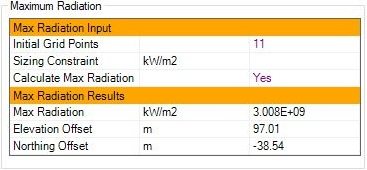 Maximum Radiation
Max Radiation Input
Initial Grid Points 11
Sizing Constraint kW/m2
Calculate Max Radiation Yes
Max Radiation Results
Max Radiation kW/m2 3.008E+09
Elevation Offset m 97.01
Northing Offset m -38.54